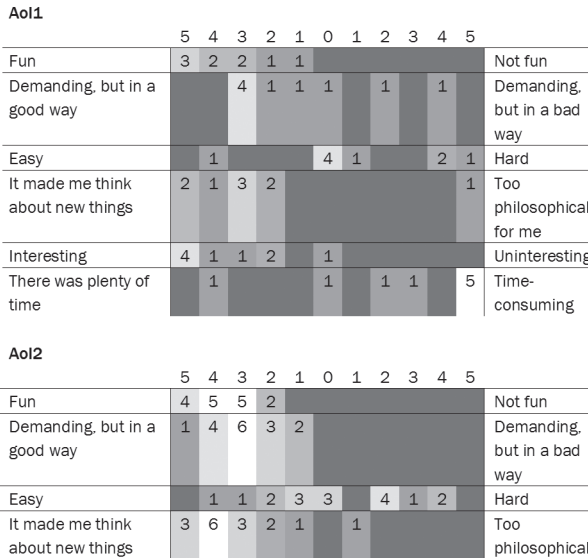 AoI1
5 4 3 2 1 0 1 2 3 4 5
Fun 3 2 2 1 1 Not fun
Demanding, but in a 4 1 1 1 1 1 Demanding,
good way but in a bad
way
Easy 1 4 1 2 1 Hard
It made me think 2 1 3 2 1 Too
about new things philosophical
for me
Interesting 4 1 1 2 1 Uninteresting
There was plenty of 1 1 1 1 5 Time-
time consuming
AoI2
5 4 3 2 1 0 1 2 3 4 5
Fun 4 5 5 2 Not fun
Demanding, but in a 1 4 6 3 2 Demanding,
good way but in a bad
way
Easy 1 1 2 3 3 4 1 2 Hard
It made me think 3 6 3 2 1 1 Too
about new things philosophical